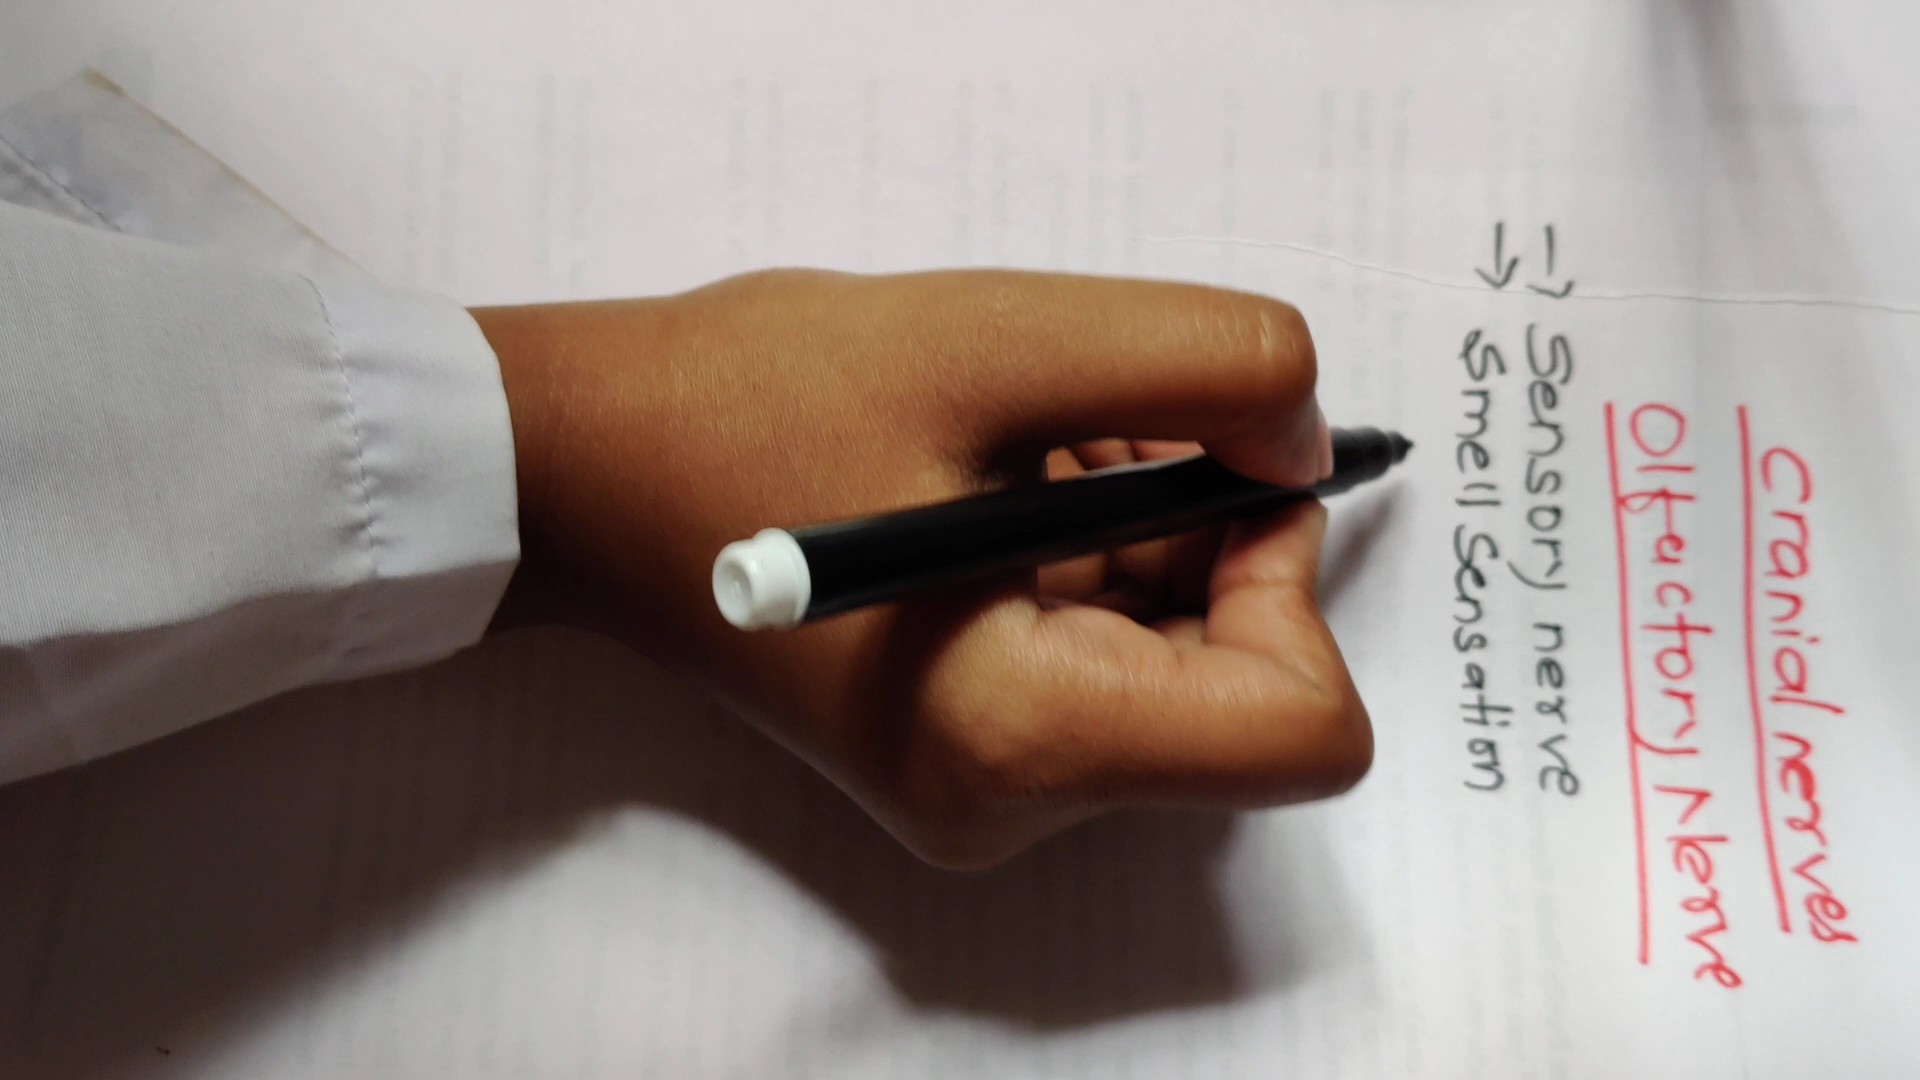 Cranial nerves
Olfactory Nerve
→ Sensory nerve
→ Smell Sensation